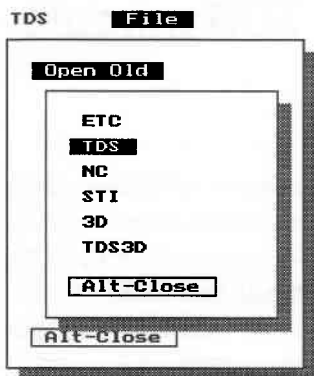 TDS File
Open Old
ETC
TDS
NC
STI
3D
TDS3D
Alt-Close
Alt-Close